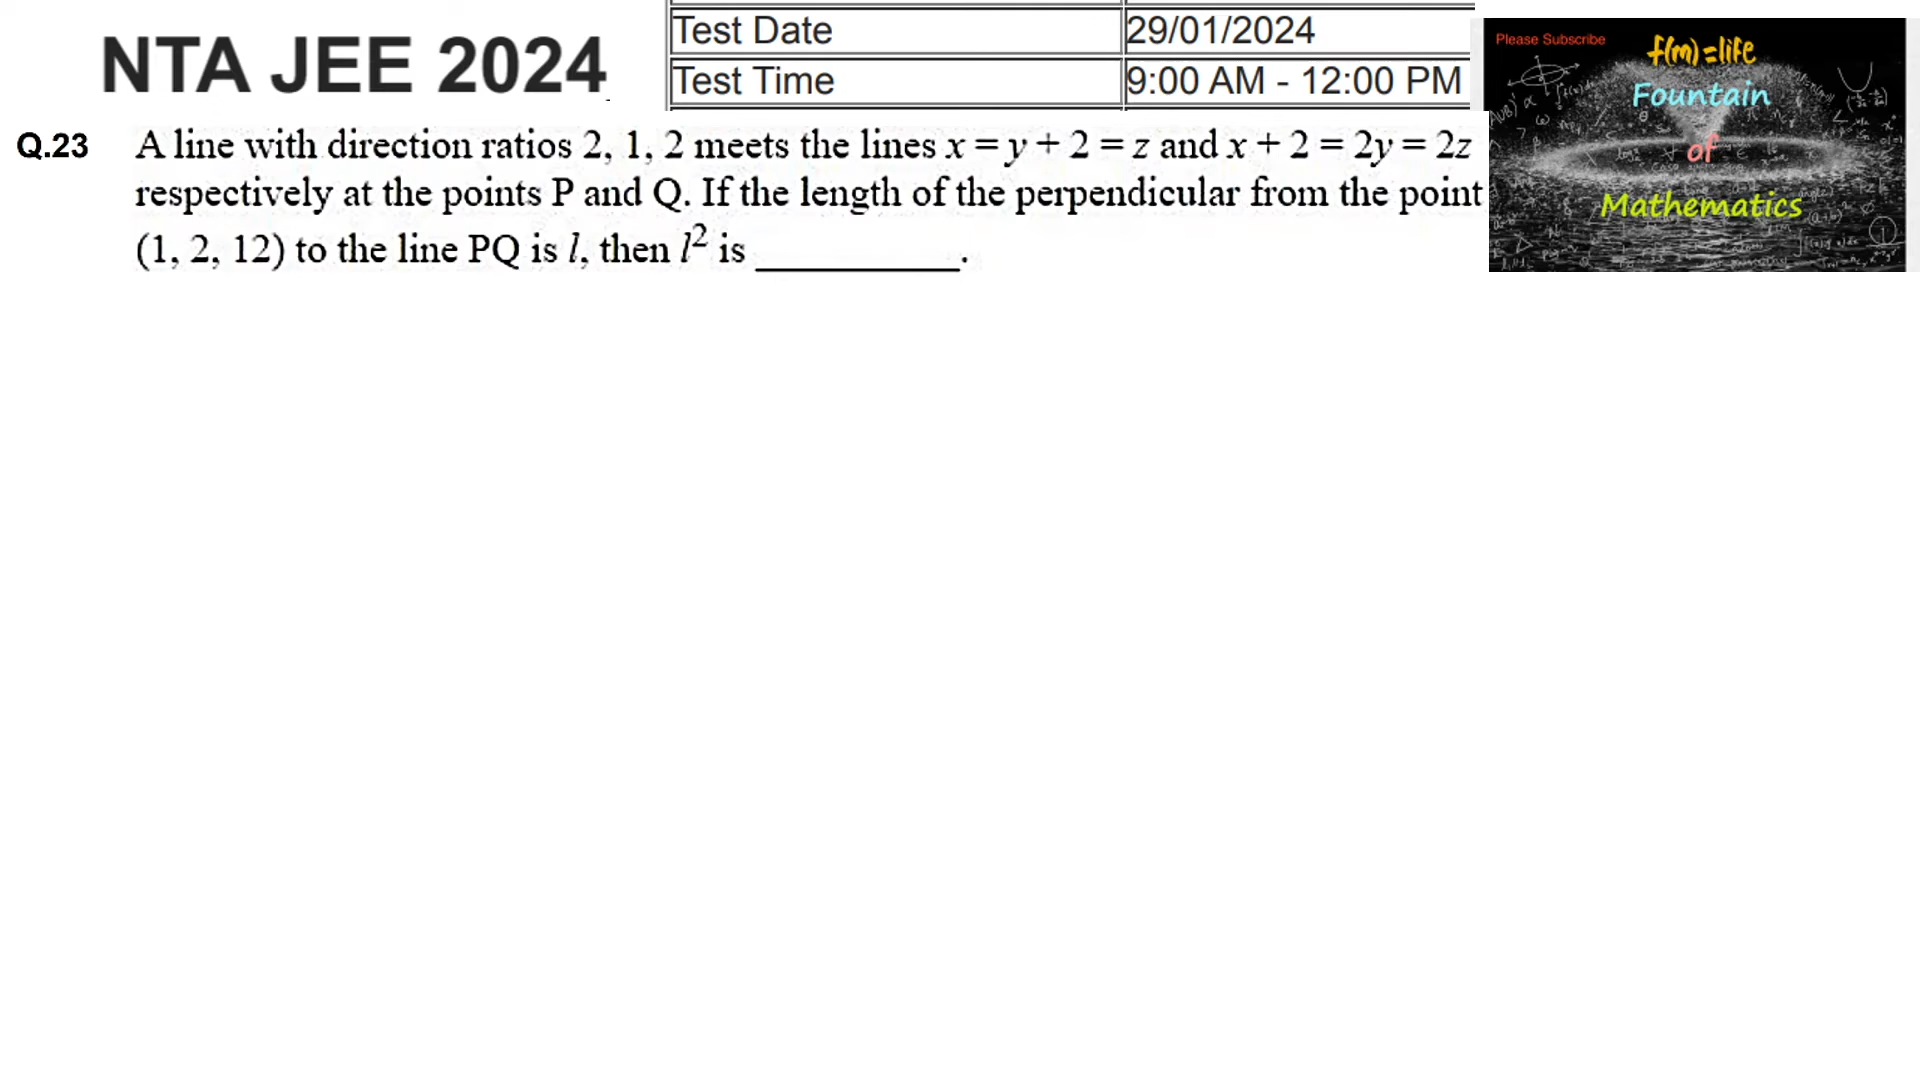 NTA JEE 2024
Test Date 29/01/2024
Test Time 9:00 AM - 12:00 PM
Please Subscribe
f(m)=life
Fountain
of
Mathematics
Q.23 A line with direction ratios 2, 1, 2 meets the lines x = y + 2 = z and x + 2 = 2y = 2z
respectively at the points P and Q. If the length of the perpendicular from the point
(1, 2, 12) to the line PQ is l, then l² is __________.